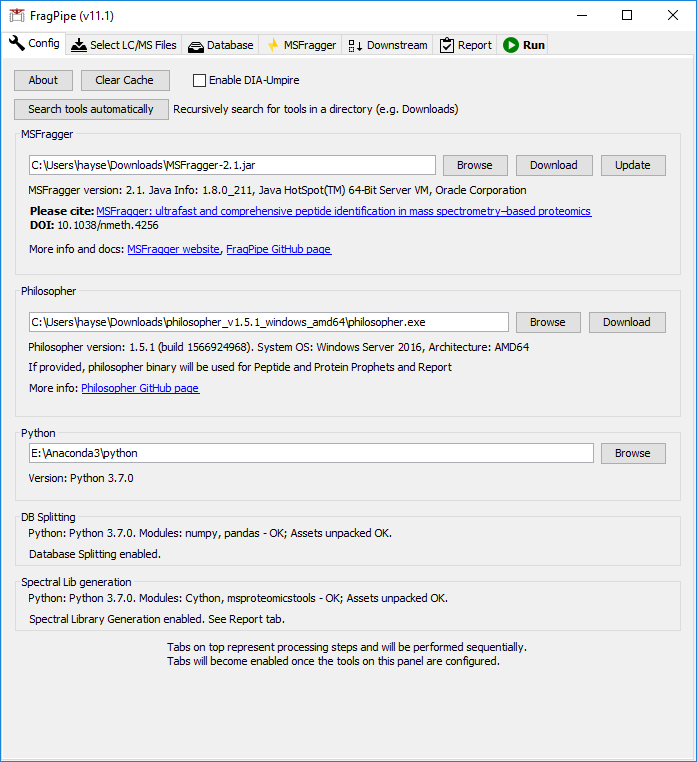 FragPipe (v11.1)
Config Select LC/MS Files Database MSFragger Downstream Report Run
About Clear Cache Enable DIA-Umpire
Search tools automatically Recursively search for tools in a directory (e.g. Downloads)
MSFragger
C:\Users\hayse\Downloads\MSFragger-2.1.jar Browse Download Update
MSFragger version: 2.1. Java Info: 1.8.0_211, Java HotSpot(TM) 64-Bit Server VM, Oracle Corporation
Please cite: MSFragger: ultrafast and comprehensive peptide identification in mass spectrometry–based proteomics
DOI: 10.1038/nmeth.4256
More info and docs: MSFragger website, FragPipe GitHub page
Philosopher
C:\Users\hayse\Downloads\philosopher_v1.5.1_windows_amd64\philosopher.exe Browse Download
Philosopher version: 1.5.1 (build 1566924968). System OS: Windows Server 2016, Architecture: AMD64
If provided, philosopher binary will be used for Peptide and Protein Prophets and Report
More info: Philosopher GitHub page
Python
E:\Anaconda3\python Browse
Version: Python 3.7.0
DB Splitting
Python: Python 3.7.0. Modules: numpy, pandas - OK; Assets unpacked OK.
Database Splitting enabled.
Spectral Lib generation
Python: Python 3.7.0. Modules: Cython, msproteomicstools - OK; Assets unpacked OK.
Spectral Library Generation enabled. See Report tab.
Tabs on top represent processing steps and will be performed sequentially.
Tabs will become enabled once the tools on this panel are configured.